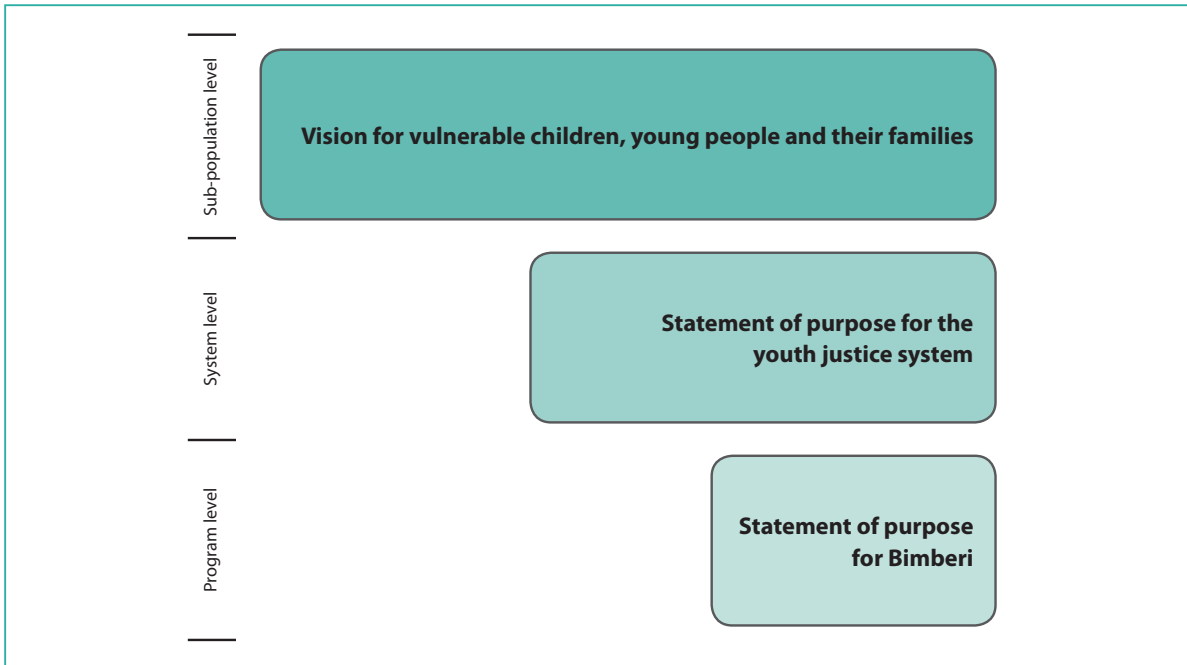 Sub-population level
Vision for vulnerable children, young people and their families
System level
Statement of purpose for the
youth justice system
Program level
Statement of purpose
for Bimberi